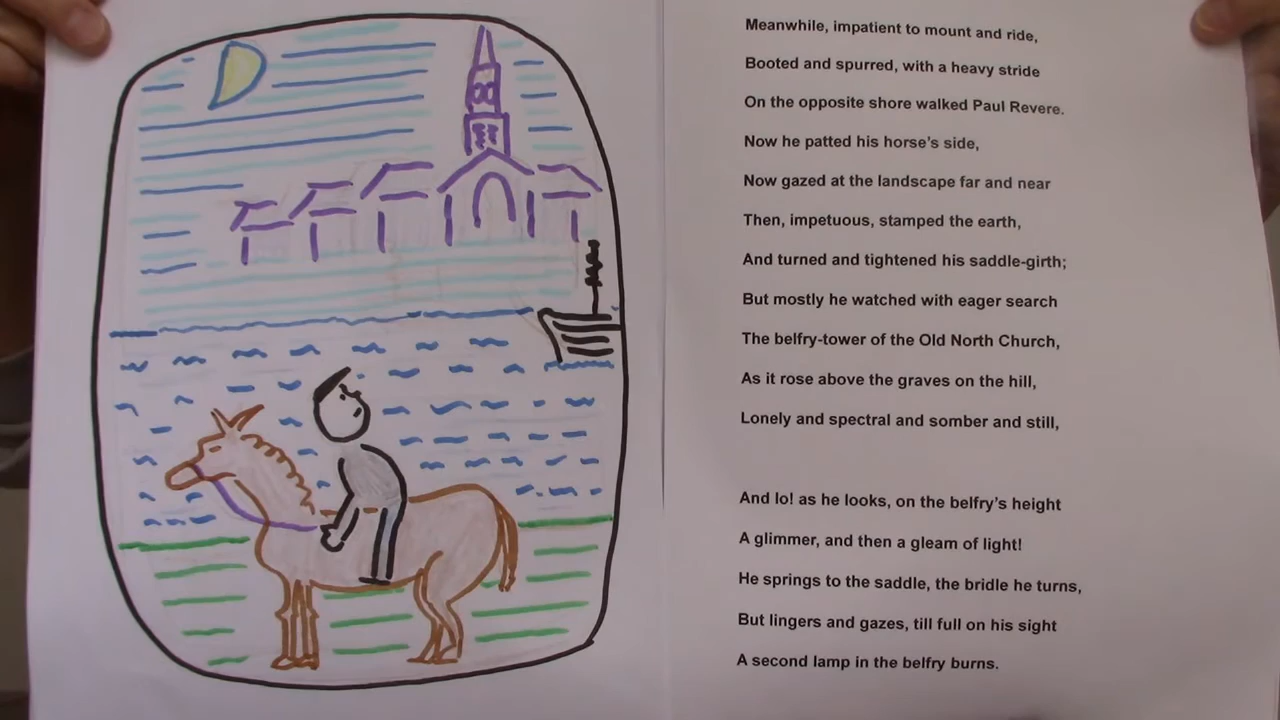 Meanwhile, impatient to mount and ride,
Booted and spurred, with a heavy stride
On the opposite shore walked Paul Revere.
Now he patted his horse's side,
Now gazed at the landscape far and near
Then, impetuous, stamped the earth,
And turned and tightened his saddle-girth;
But mostly he watched with eager search
The belfry-tower of the Old North Church,
As it rose above the graves on the hill,
Lonely and spectral and somber and still,
And lo! as he looks, on the belfry's height
A glimmer, and then a gleam of light!
He springs to the saddle, the bridle he turns,
But lingers and gazes, till full on his sight
A second lamp in the belfry burns.